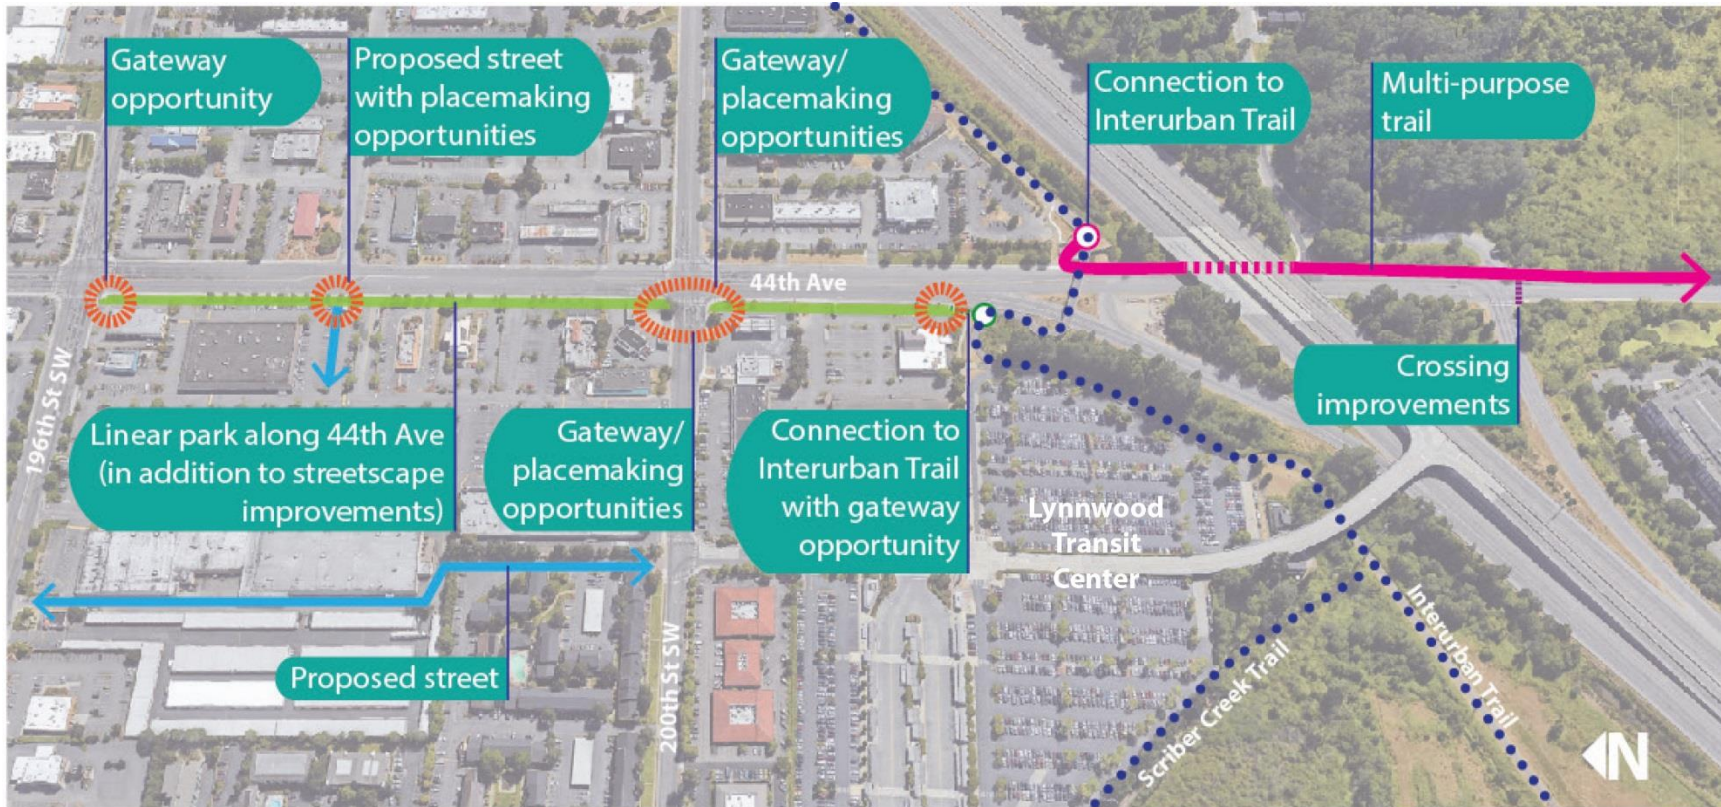 Gateway
opportunity
Proposed street
with placemaking
opportunities
Gateway/
placemaking
opportunities
Connection to
Interurban Trail
Multi-purpose
trail
44th Ave
196th St SW
Linear park along 44th Ave
(in addition to streetscape
improvements)
Gateway/
placemaking
opportunities
Connection to
Interurban Trail
with gateway
opportunity
Crossing
improvements
Lynnwood
Transit
Center
Proposed street
200th St SW
Scriber Creek Trail
Interurban Trail
N